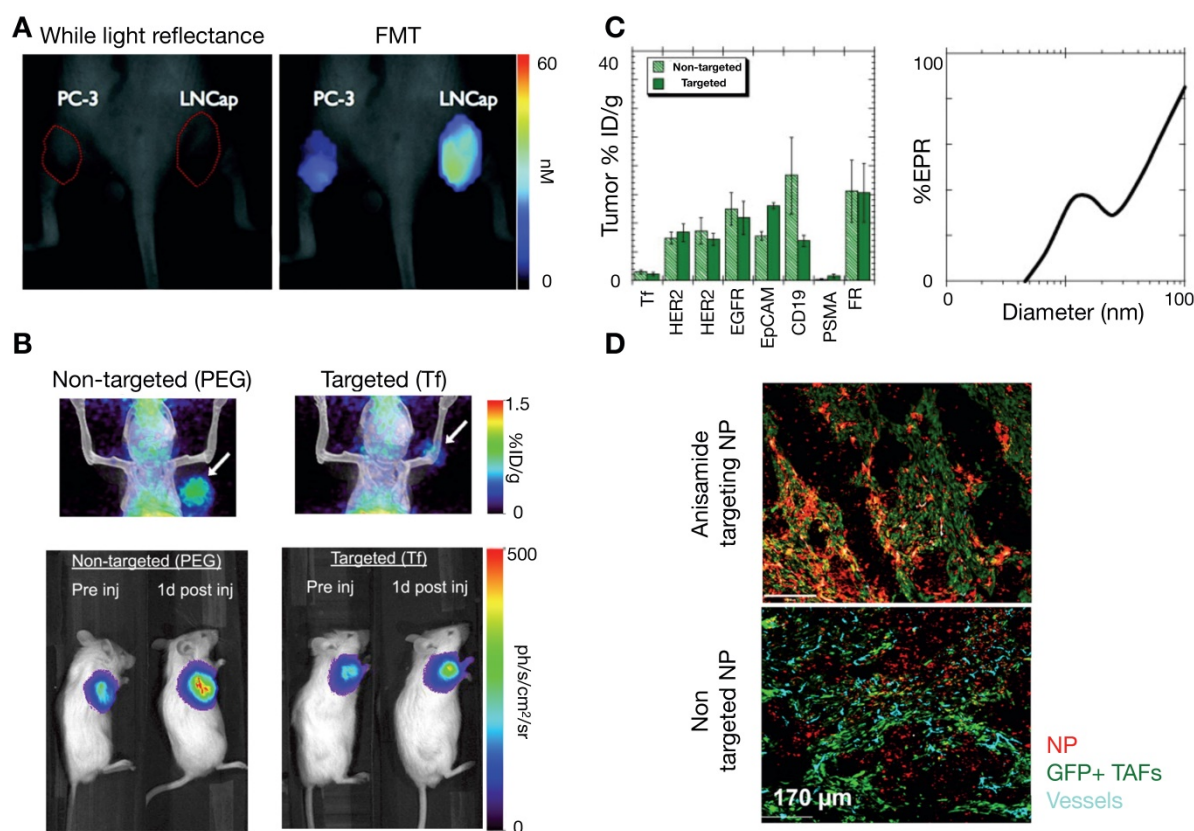 A
While light reflectance
FMT
PC-3
LNCap
PC-3
LNCap
60
nM
0
B
Non-targeted (PEG)
Targeted (Tf)
1.5
%ID/g
0
Non-targeted (PEG)
Pre inj
1d post inj
Targeted (Tf)
Pre inj
1d post inj
500
ph/s/cm²/sr
0
C
40
Tumor % ID/g
0
Non-targeted
Targeted
Tf
HER2
HER2
EGFR
EpCAM
CD19
PSMA
FR
100
%EPR
0
0
100
Diameter (nm)
D
Anisamide
targeting NP
Non
targeted NP
170 µm
NP
GFP+ TAFs
Vessels